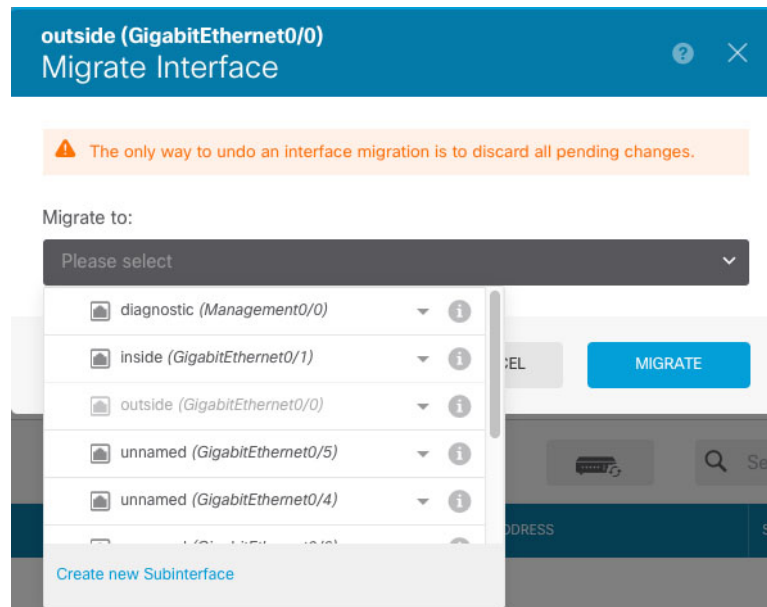 outside (GigabitEthernet0/0)
Migrate Interface
The only way to undo an interface migration is to discard all pending changes.
Migrate to:
Please select
diagnostic (Management0/0)
inside (GigabitEthernet0/1)
outside (GigabitEthernet0/0)
unnamed (GigabitEthernet0/5)
unnamed (GigabitEthernet0/4)
Create new Subinterface
MIGRATE